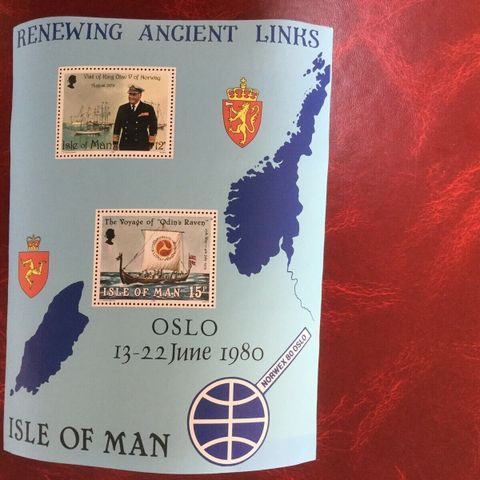 RENEWING ANCIENT LINKS
Visit of King Olav V of Norway
August 1979
Isle of Man 12p
The Voyage of "Odin's Raven"
ISLE OF MAN 15p
OSLO
13-22 June 1980
NORWEX 80 OSLO
ISLE OF MAN